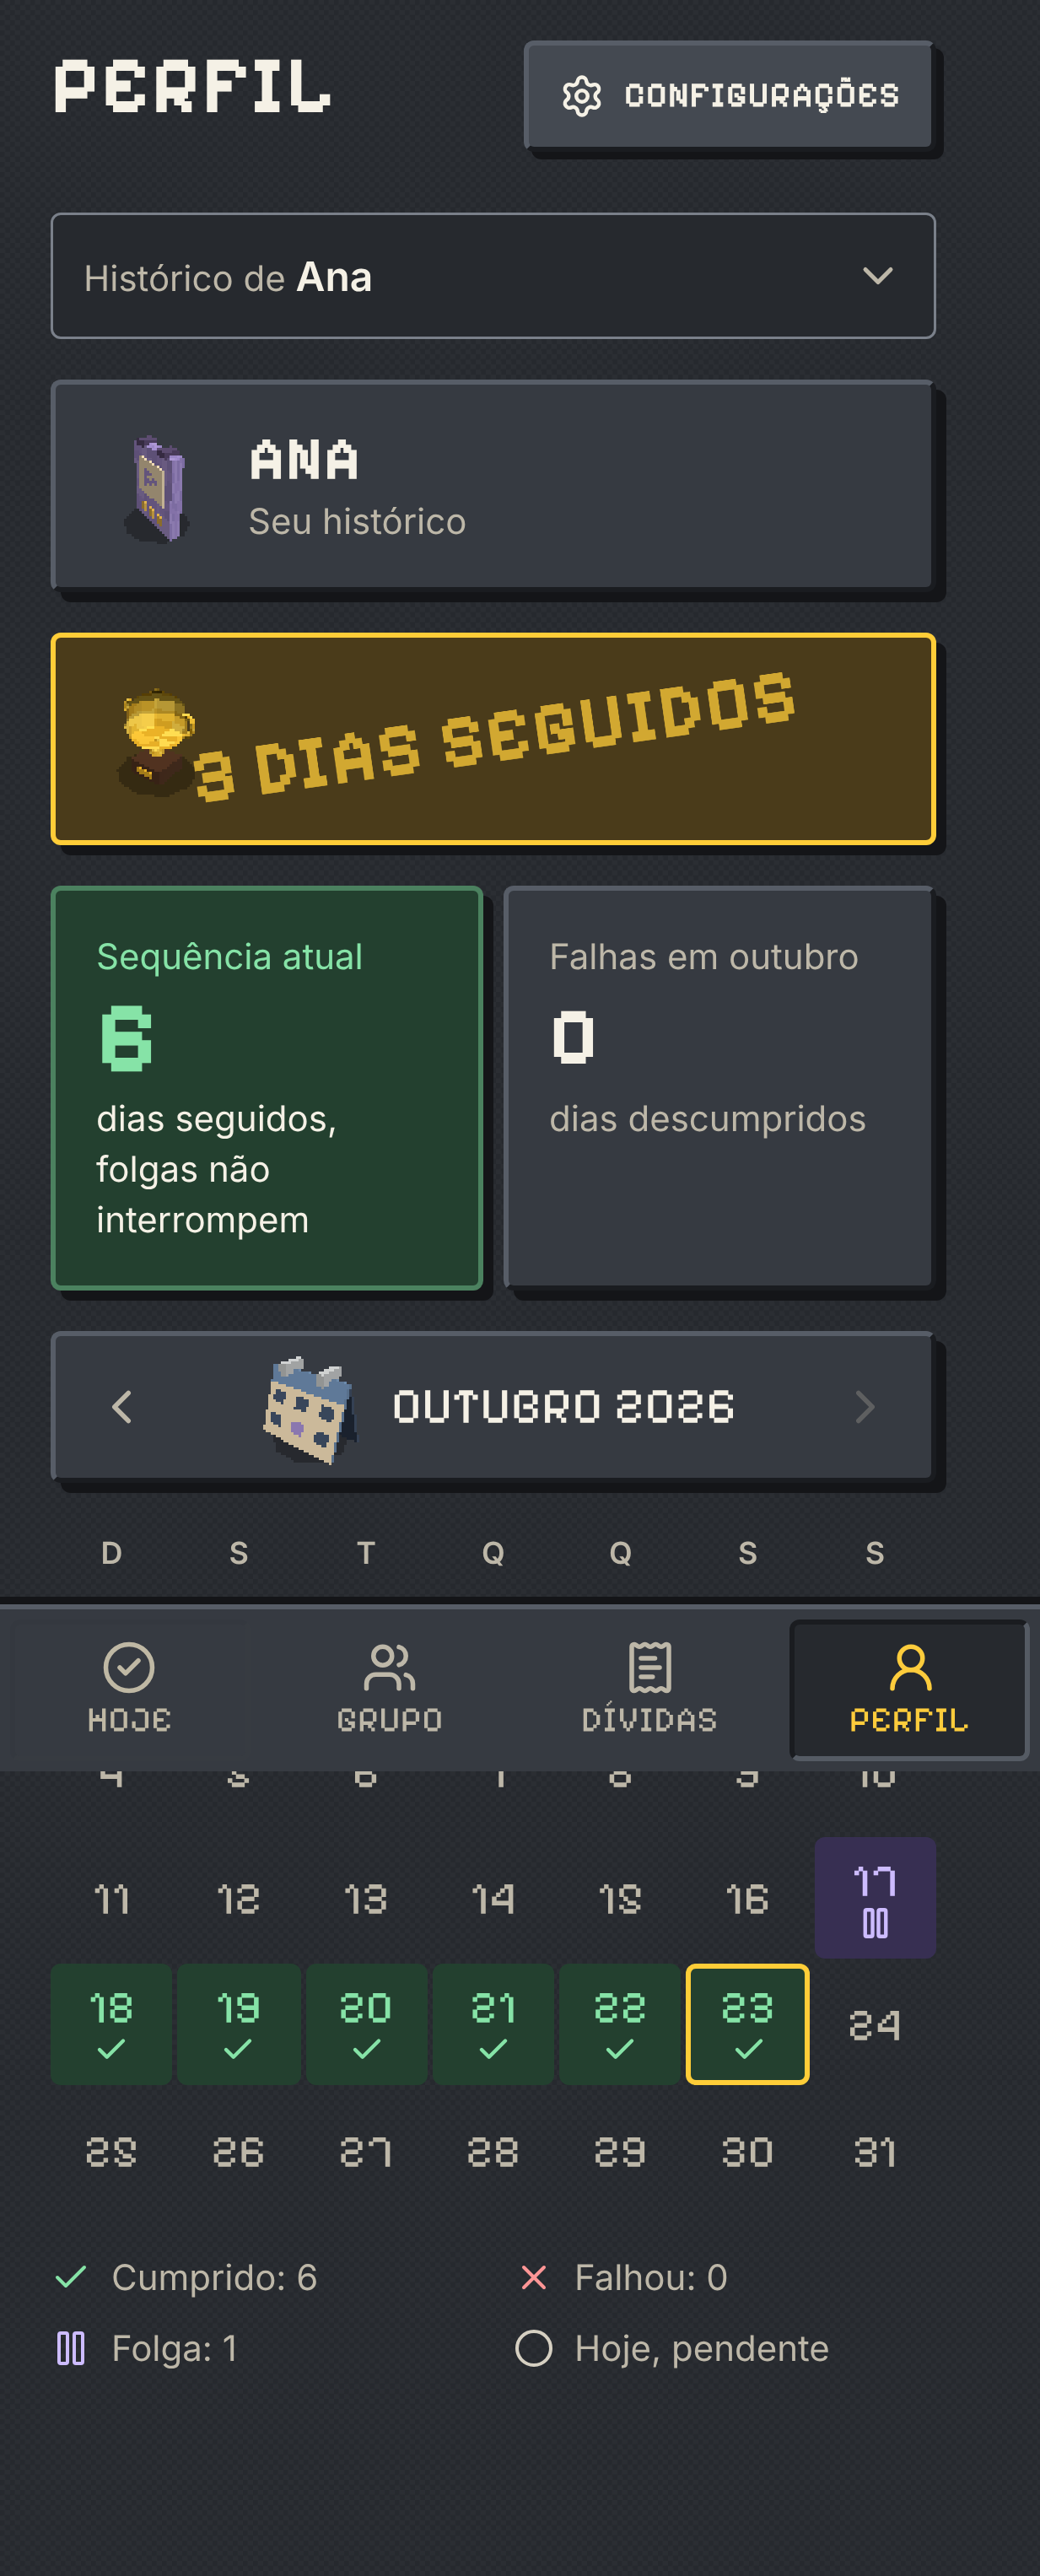 PERFIL
CONFIGURAÇÕES
Histórico de Ana
ANA
Seu histórico
3 DIAS SEGUIDOS
Sequência atual
6
dias seguidos,
folgas não
interrompem
Falhas em outubro
0
dias descumpridos
OUTUBRO 2026
D S T Q Q S S
HOJE GRUPO DÍVIDAS PERFIL
11 12 13 14 15 16 17
18 19 20 21 22 23 24
25 26 27 28 29 30 31
Cumprido: 6
Falhou: 0
Folga: 1
Hoje, pendente